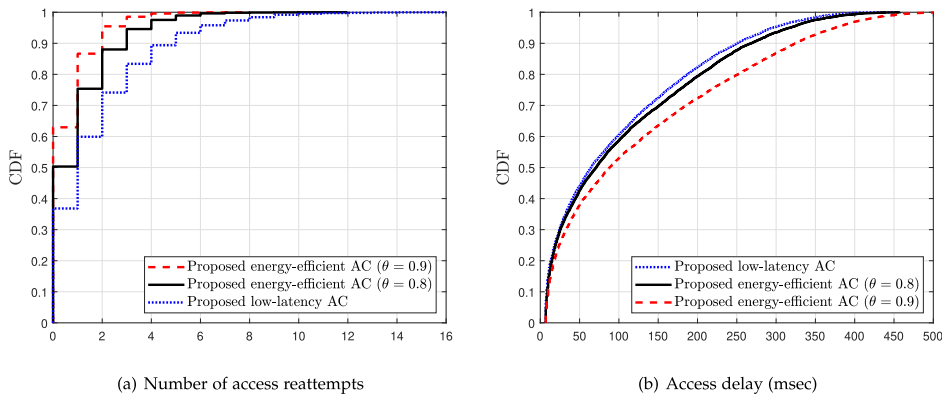 1
0.9
0.8
0.7
0.6
0.5
0.4
0.3
0.2
0.1
0
CDF
0 2 4 6 8 10 12 14 16
Proposed energy-efficient AC (θ = 0.9)
Proposed energy-efficient AC (θ = 0.8)
Proposed low-latency AC
(a) Number of access reattempts
1
0.9
0.8
0.7
0.6
0.5
0.4
0.3
0.2
0.1
0
CDF
0 50 100 150 200 250 300 350 400 450 500
Proposed low-latency AC
Proposed energy-efficient AC (θ = 0.8)
Proposed energy-efficient AC (θ = 0.9)
(b) Access delay (msec)